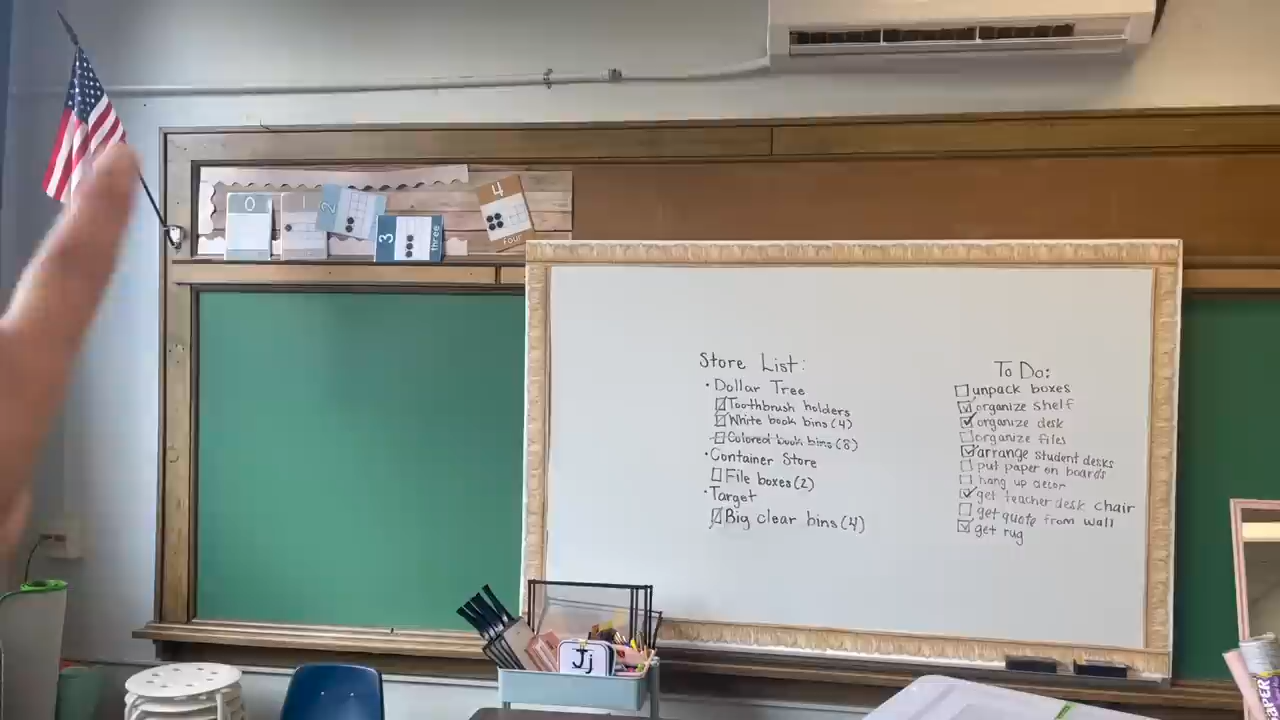 0
1
2
3
three
4
four
Store List:
• Dollar Tree
Toothbrush holders
White book bins (4)
Colored book bins (8)
• Container Store
File boxes (2)
• Target
Big clear bins (4)
To Do:
unpack boxes
organize shelf
organize desk
organize files
arrange student desks
put paper on boards
hang up decor
get teacher desk chair
get quote from wall
get rug
Jj